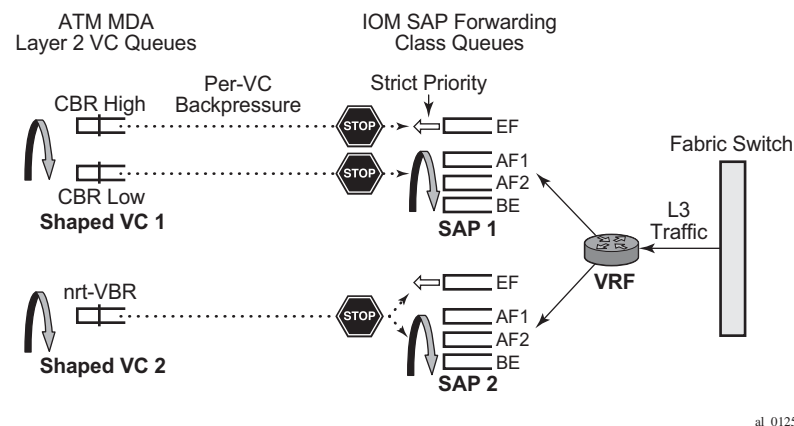 ATM MDA
Layer 2 VC Queues
IOM SAP Forwarding
Class Queues
Per-VC
Backpressure
Strict Priority
CBR High
STOP
EF
Fabric Switch
AF1
STOP
AF2
CBR Low
BE
L3
Traffic
Shaped VC 1
SAP 1
VRF
EF
nrt-VBR
STOP
AF1
AF2
BE
Shaped VC 2
SAP 2
al_0125